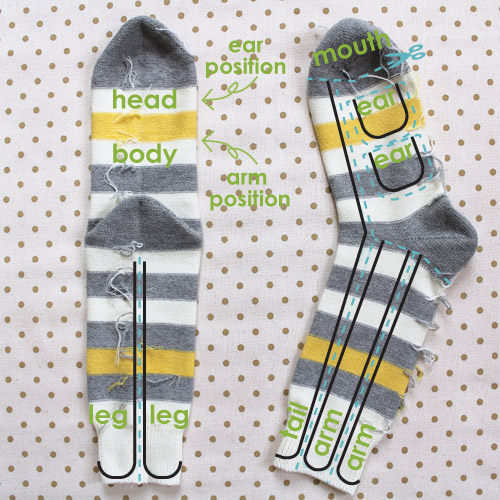 ear
position
head
body
arm
position
leg
leg
mouth
ear
ear
tail
arm
arm